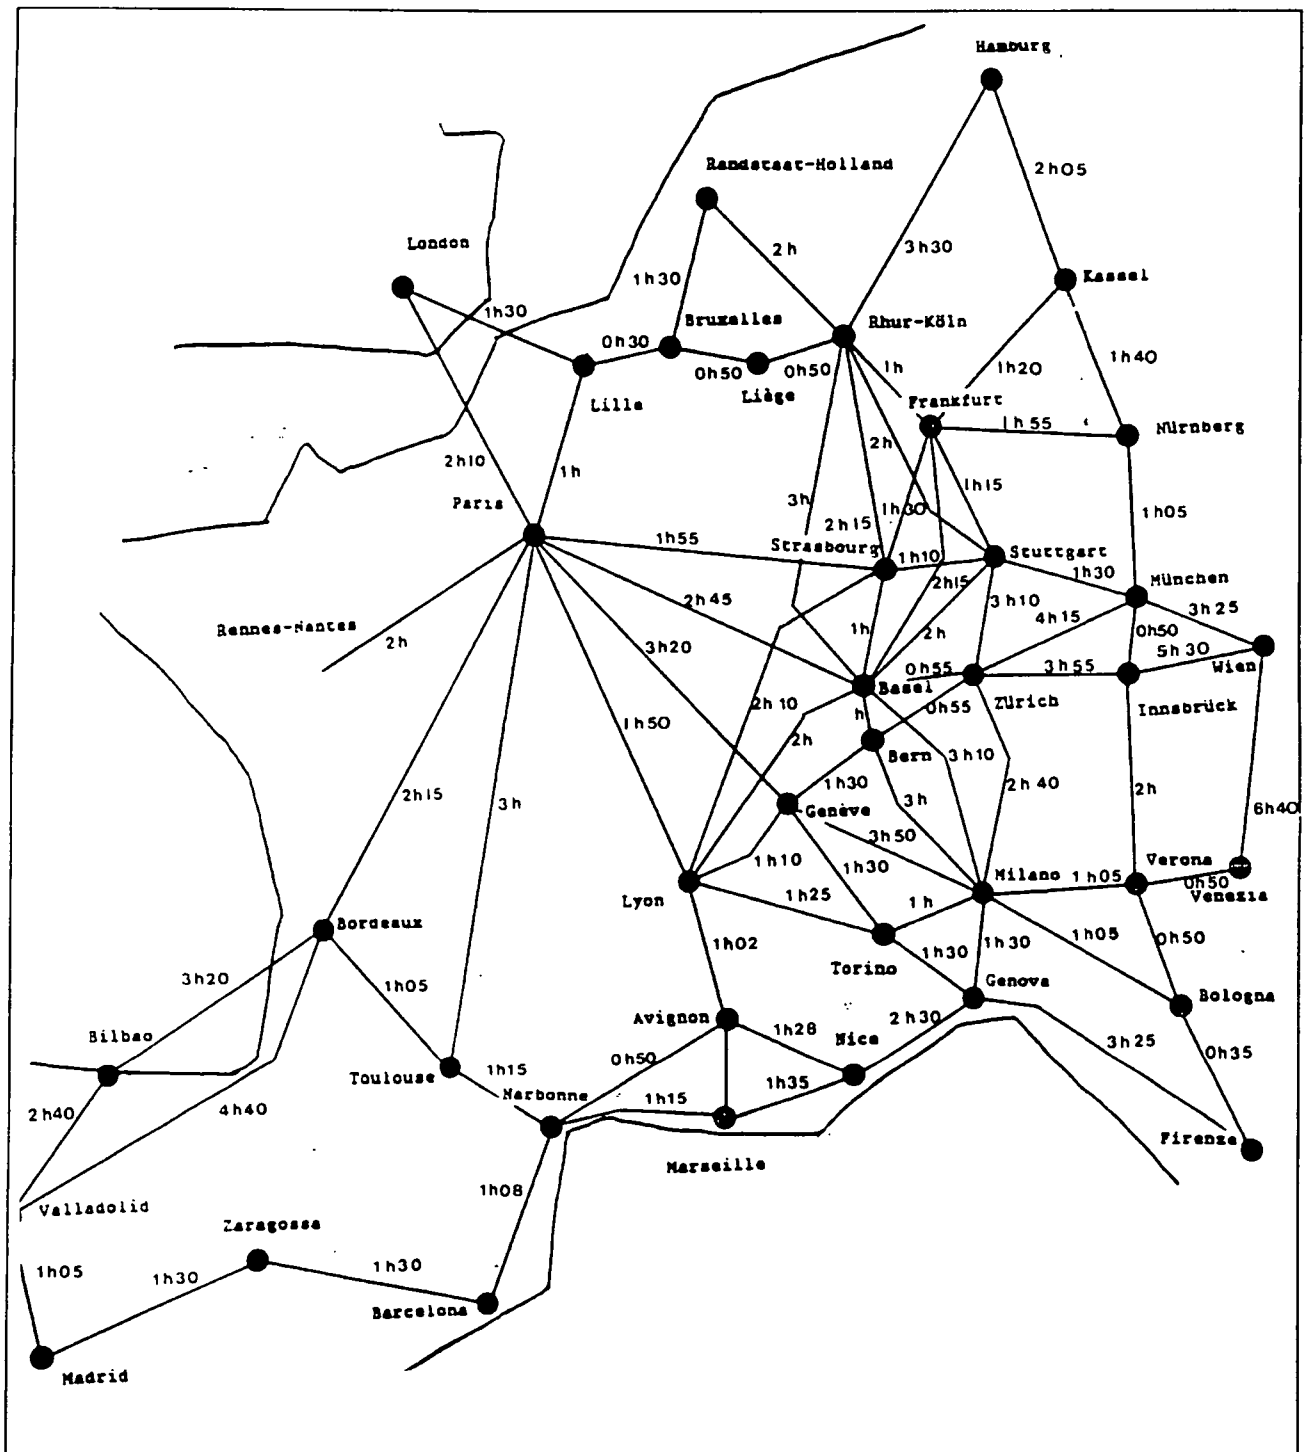 Hamburg
2h05
Randstaat-Holland
London
3h30
2h
1h30
Kassel
1h30
Bruxelles
Rhur-Köln
0h30
1h40
1h
0h50
0h50
1h20
Liège
Lille
Frankfurt
1h55
Nürnberg
2h
2h10
1h
1h15
3h
Paris
1h30
1h05
2h15
1h55
Strasbourg
1h10
Stuttgart
1h30
München
2h15
2h45
3h10
3h25
4h15
Rennes-Nantes
1h
2h
0h50
2h
3h20
5h30
0h55
3h55
Wien
Basel
2h10
0h55
Zürich
Innsbrück
h
1h50
2h
Bern
3h10
1h30
2h40
2h15
3h
3h
2h
6h40
Genève
3h50
1h10
1h30
Verona
Milano
1h05
0h50
Lyon
1h25
1h
Venezia
Bordeaux
1h02
1h05
0h50
1h30
1h30
3h20
Torino
1h05
Genova
Bologna
Avignon
2h30
Bilbao
1h28
Nice
3h25
0h35
0h50
Toulouse
1h15
1h35
Narbonne
2h40
4h40
1h15
Firenze
Marseille
1h08
Valladolid
Zaragossa
1h05
1h30
1h30
Barcelona
Madrid